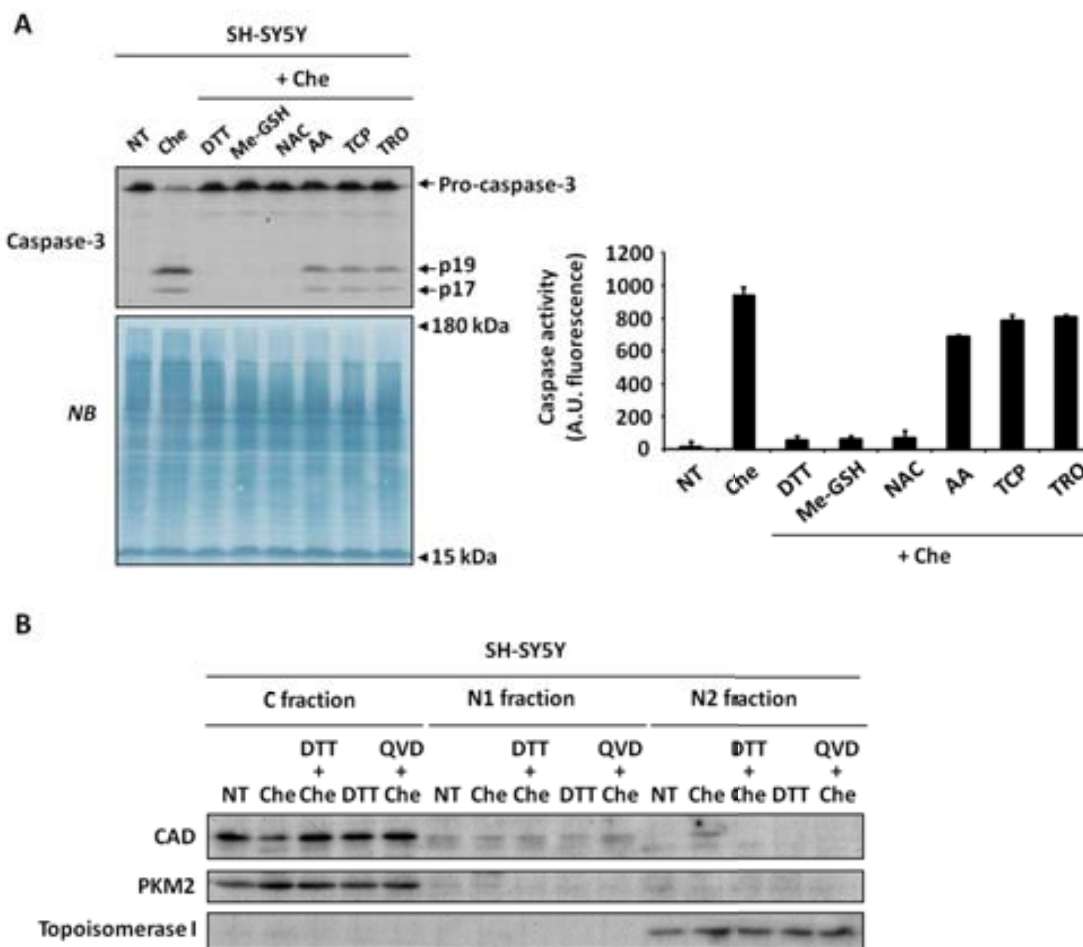 A
SH-SY5Y
+ Che
NT Che DTT Me-GSH NAC AA TCP TRO
Pro-caspase-3
Caspase-3
p19
p17
180 kDa
NB
15 kDa
Caspase activity
(A.U. fluorescence)
1200
1000
800
600
400
200
0
NT Che DTT Me-GSH NAC AA TCP TRO
+ Che
B
SH-SY5Y
C fraction N1 fraction N2 fraction
DTT QVD DTT QVD DTT QVD
+ + + + + +
NT Che Che DTT Che NT Che Che DTT Che NT Che Che DTT Che
CAD
PKM2
Topoisomerase I